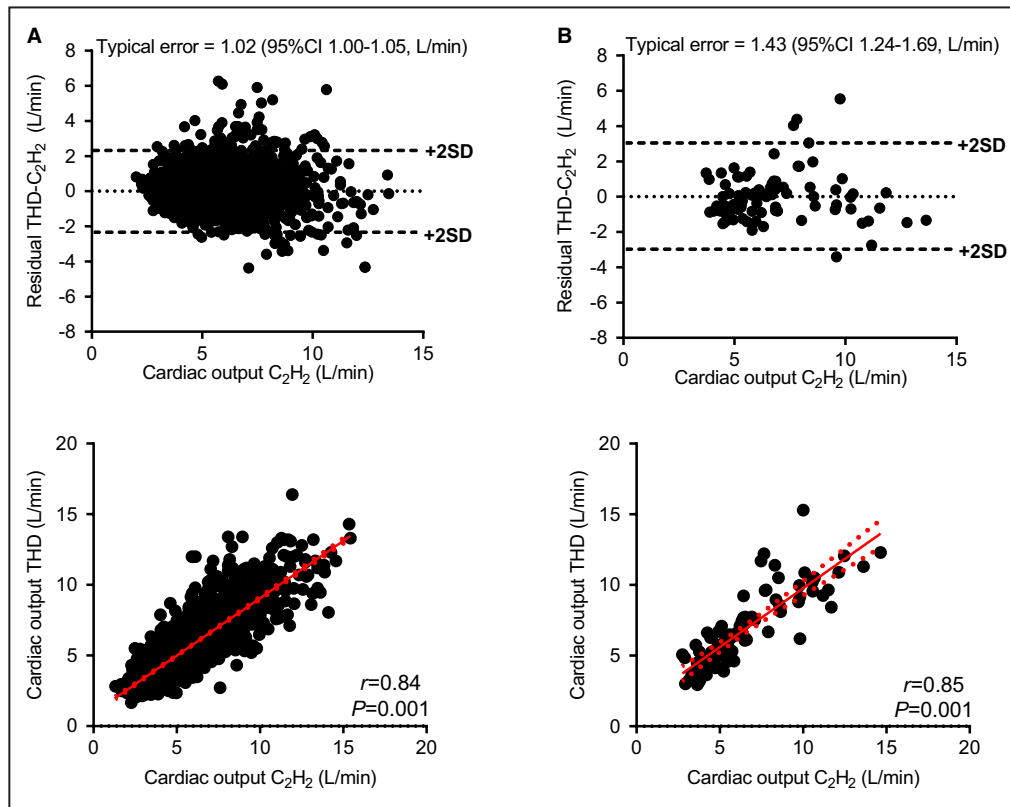 A
Typical error = 1.02 (95%CI 1.00-1.05, L/min)
Residual THD-C₂H₂ (L/min)
8
6
4
2
0
-2
-4
-6
-8
+2SD
+2SD
0 5 10 15
Cardiac output C₂H₂ (L/min)
B
Typical error = 1.43 (95%CI 1.24-1.69, L/min)
Residual THD-C₂H₂ (L/min)
8
6
4
2
0
-2
-4
-6
-8
+2SD
+2SD
0 5 10 15
Cardiac output C₂H₂ (L/min)
Cardiac output THD (L/min)
20
15
10
5
0
r=0.84
P=0.001
0 5 10 15 20
Cardiac output C₂H₂ (L/min)
Cardiac output THD (L/min)
20
15
10
5
0
r=0.85
P=0.001
0 5 10 15 20
Cardiac output C₂H₂ (L/min)